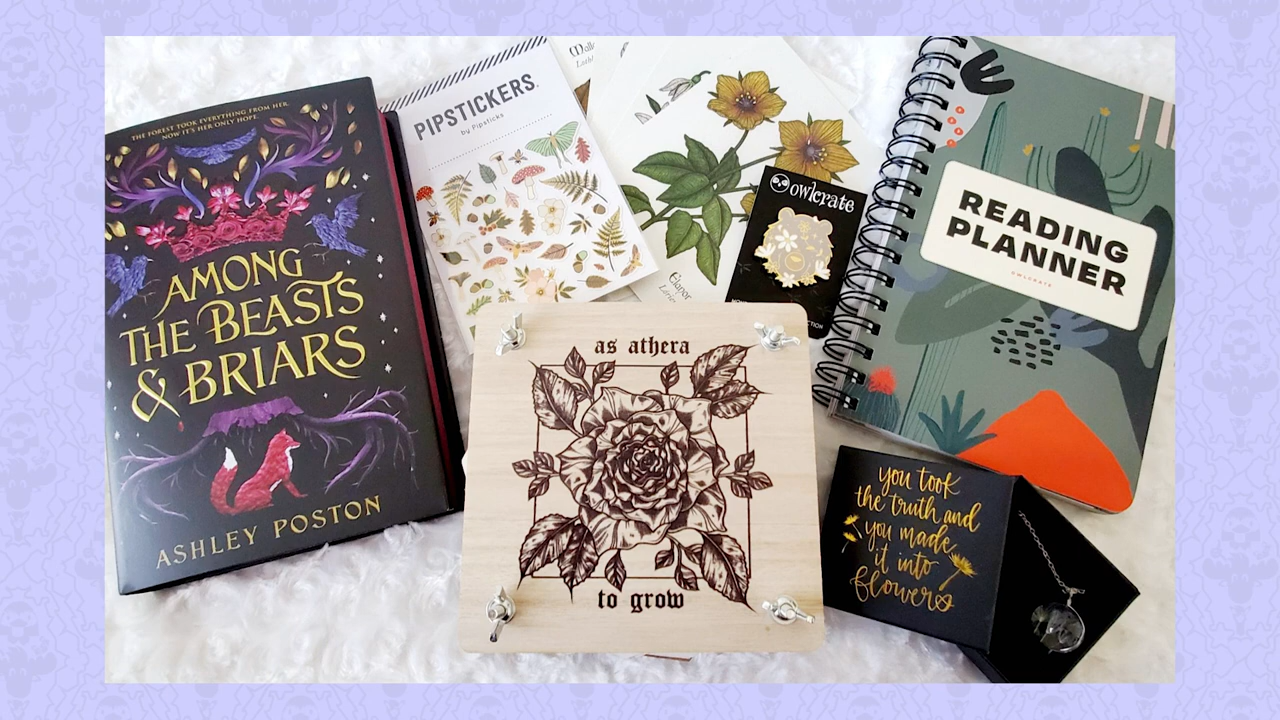 THE FOREST TOOK EVERYTHING FROM HER.
NOW IT'S HER ONLY HOPE.
AMONG
THE BEASTS
& BRIARS
ASHLEY POSTON
PIPSTICKERS
by Pipsticks
Elanor
owlcrate
READING
PLANNER
OWLCRATE
as athera
to grow
you took
the truth and
you made
it into
flowers